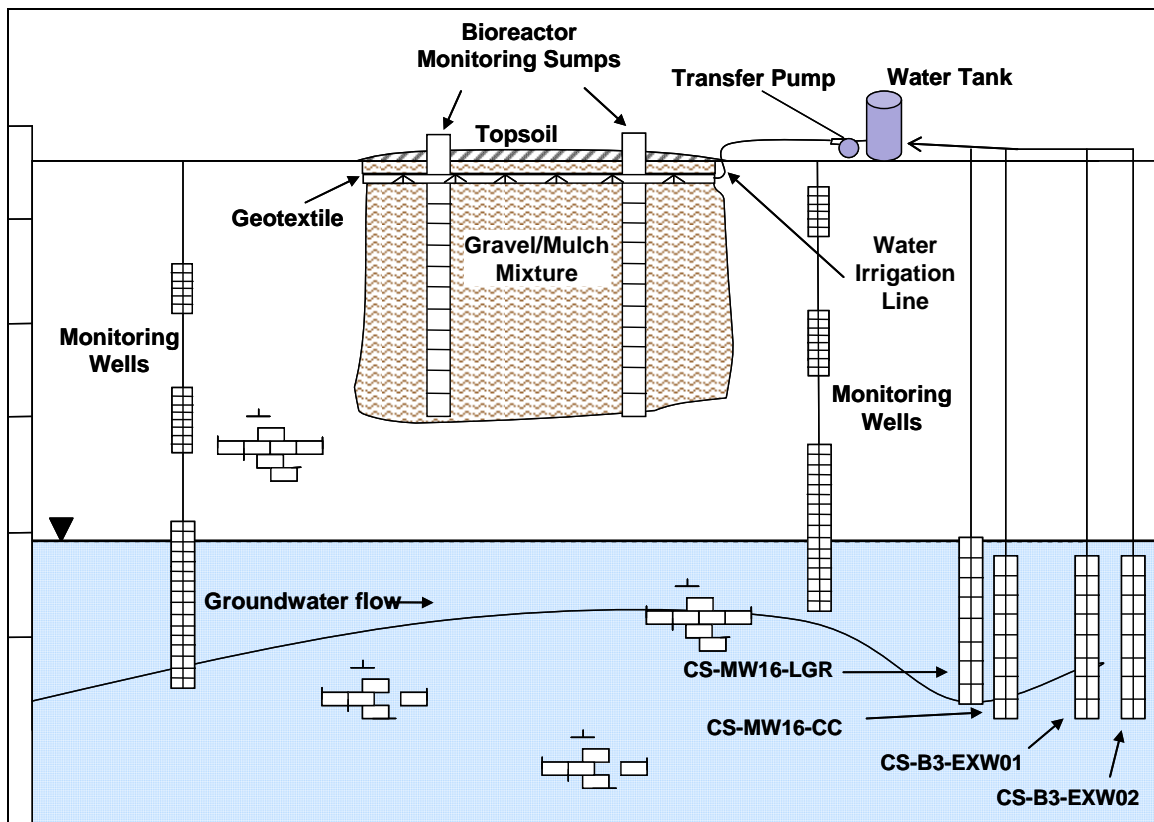 Bioreactor
Monitoring Sumps
Transfer Pump
Water Tank
Topsoil
Geotextile
Gravel/Mulch
Mixture
Water
Irrigation
Line
Monitoring
Wells
Monitoring
Wells
Groundwater flow
CS-MW16-LGR
CS-MW16-CC
CS-B3-EXW01
CS-B3-EXW02